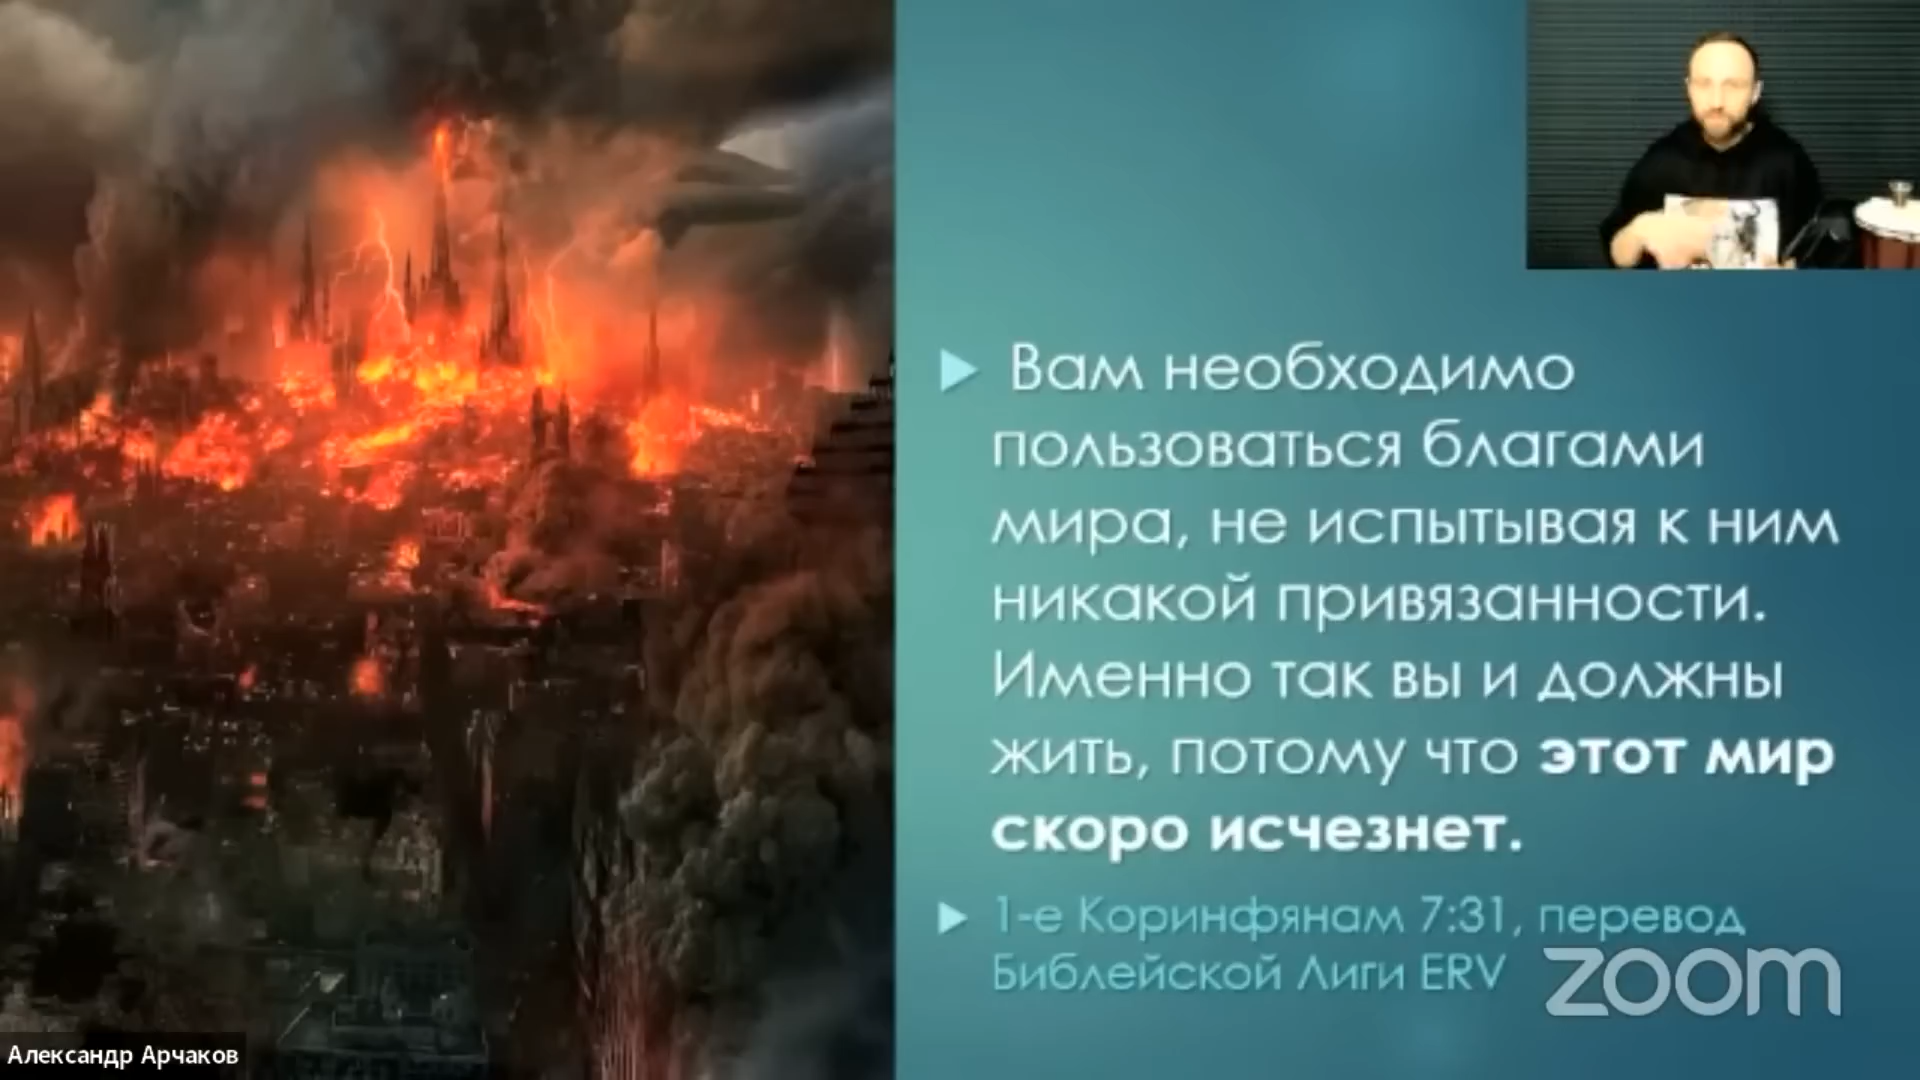 Вам необходимо
пользоваться благами
мира, не испытывая к ним
никакой привязанности.
Именно так вы и должны
жить, потому что этот мир
скоро исчезнет.
1-е Коринфянам 7:31, перевод
Библейской Лиги ERV
zoom
Александр Арчаков